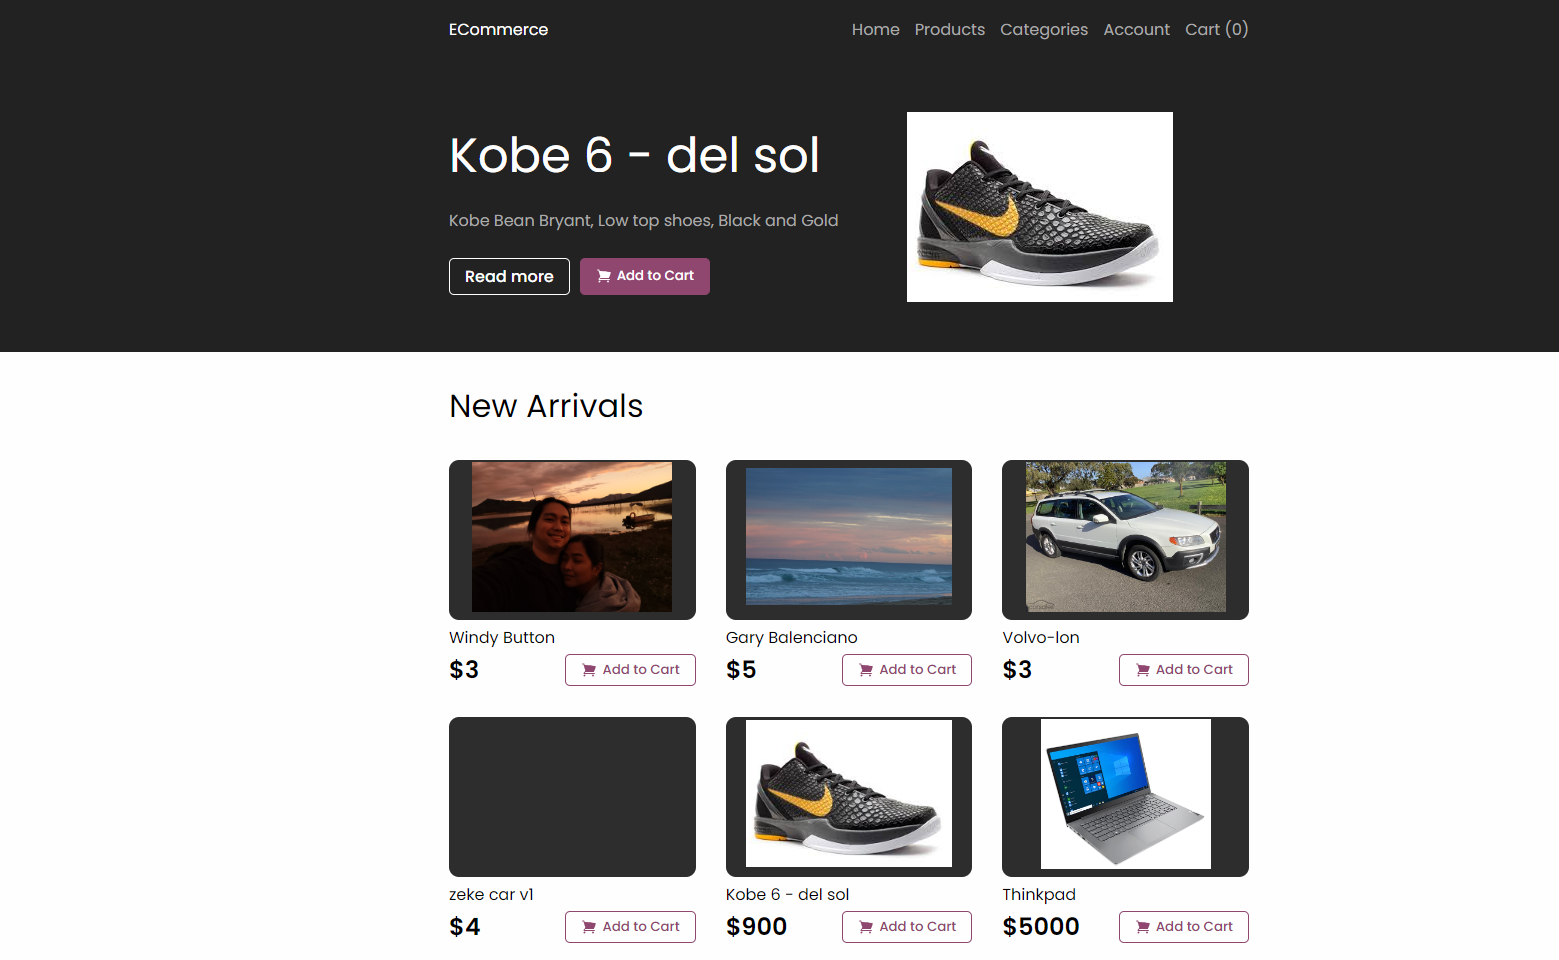 ECommerce
Home Products Categories Account Cart (0)
Kobe 6 - del sol
Kobe Bean Bryant, Low top shoes, Black and Gold
Read more Add to Cart
New Arrivals
Windy Button
$3 Add to Cart
Gary Balenciano
$5 Add to Cart
Volvo-lon
$3 Add to Cart
zeke car v1
$4 Add to Cart
Kobe 6 - del sol
$900 Add to Cart
Thinkpad
$5000 Add to Cart